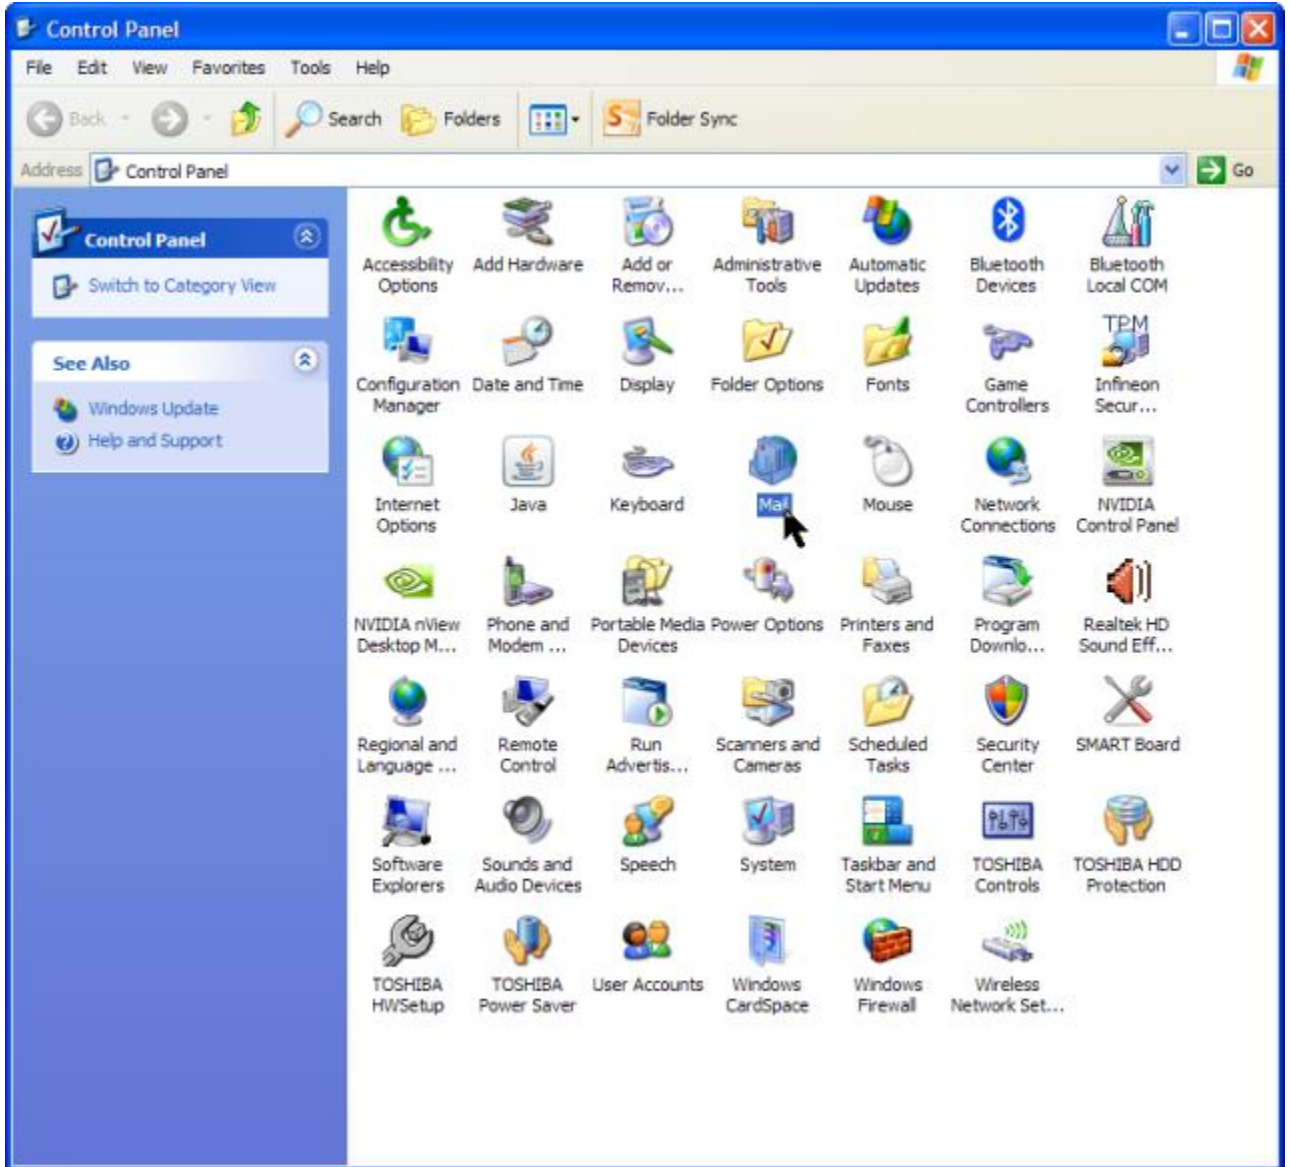 Control Panel
File Edit View Favorites Tools Help
Back Search Folders Folder Sync
Address Control Panel Go
Control Panel
Switch to Category View
See Also
Windows Update
Help and Support
Accessibility Options
Add Hardware
Add or Remov...
Administrative Tools
Automatic Updates
Bluetooth Devices
Bluetooth Local COM
Configuration Manager
Date and Time
Display
Folder Options
Fonts
Game Controllers
TPM
Infineon Secur...
Internet Options
Java
Keyboard
Mail
Mouse
Network Connections
NVIDIA Control Panel
NVIDIA nView Desktop M...
Phone and Modem ...
Portable Media Devices
Power Options
Printers and Faxes
Program Downlo...
Realtek HD Sound Eff...
Regional and Language ...
Remote Control
Run Advertis...
Scanners and Cameras
Scheduled Tasks
Security Center
SMART Board
Software Explorers
Sounds and Audio Devices
Speech
System
Taskbar and Start Menu
TOSHIBA Controls
TOSHIBA HDD Protection
TOSHIBA HWSetup
TOSHIBA Power Saver
User Accounts
Windows CardSpace
Windows Firewall
Wireless Network Set...